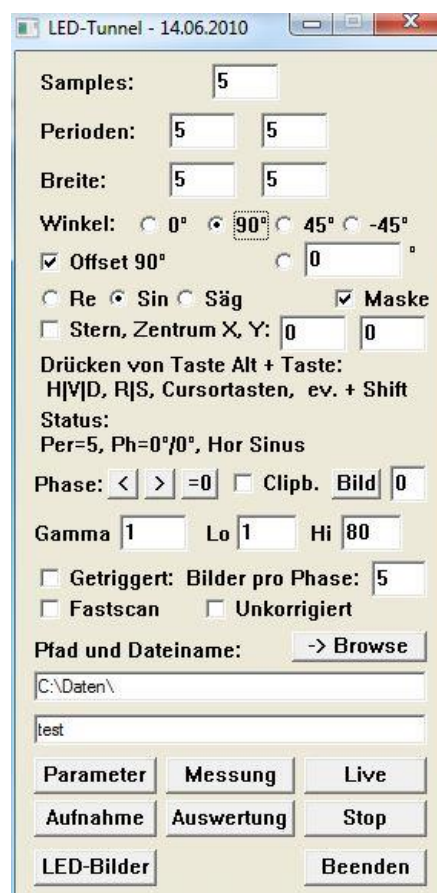 LED-Tunnel - 14.06.2010
Samples: 5
Perioden: 5 5
Breite: 5 5
Winkel: 0° 90° 45° -45°
Offset 90° 0 °
Re Sin Säg Maske
Stern, Zentrum X, Y: 0 0
Drücken von Taste Alt + Taste:
H|V|D, R|S, Cursortasten, ev. + Shift
Status:
Per=5, Ph=0°/0°, Hor Sinus
Phase: < > =0 Clipb. Bild 0
Gamma 1 Lo 1 Hi 80
Getriggert: Bilder pro Phase: 5
Fastscan Unkorrigiert
Pfad und Dateiname: -> Browse
C:\Daten\
test
Parameter Messung Live
Aufnahme Auswertung Stop
LED-Bilder Beenden